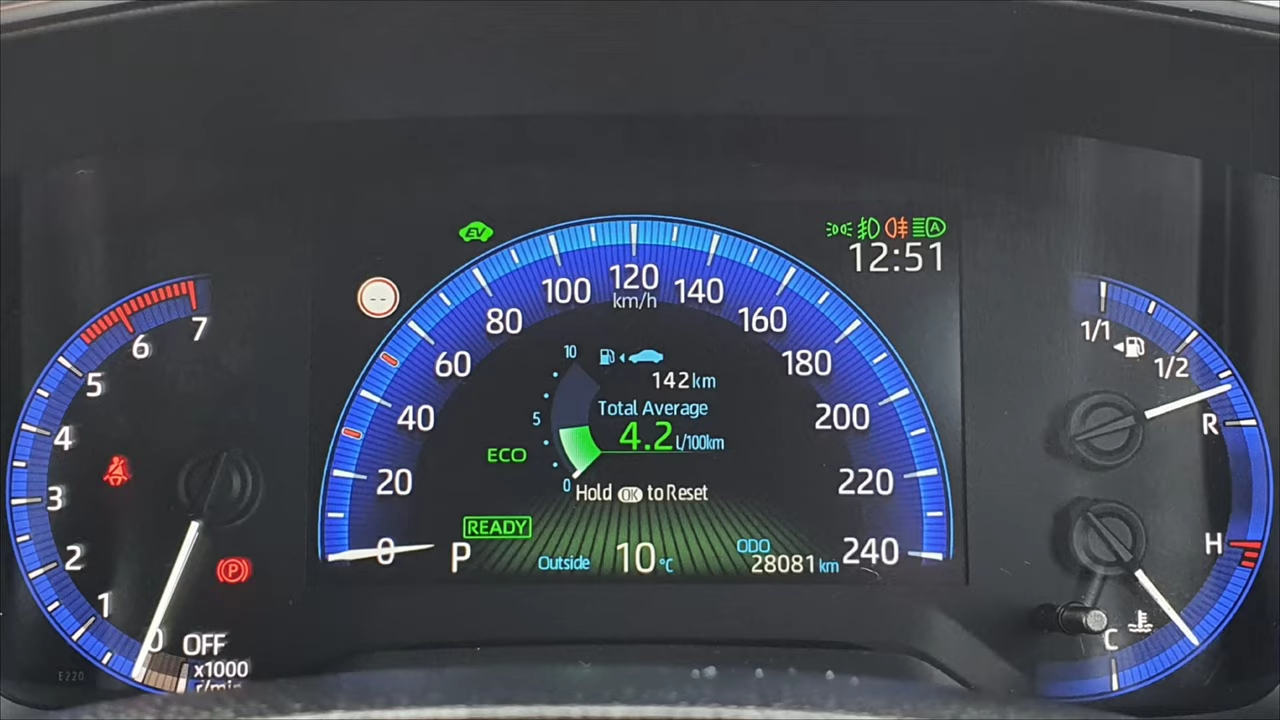 EV
A
12:51
--
0
20
40
60
80
100
120
140
160
180
200
220
240
km/h
10
5
0
142 km
Total Average
4.2 L/100km
ECO
Hold OK to Reset
READY
P
Outside 10 °C
ODO
28081 km
7
6
5
4
3
2
1
0
OFF
x1000
r/min
P
E220
1/1
1/2
R
H
C